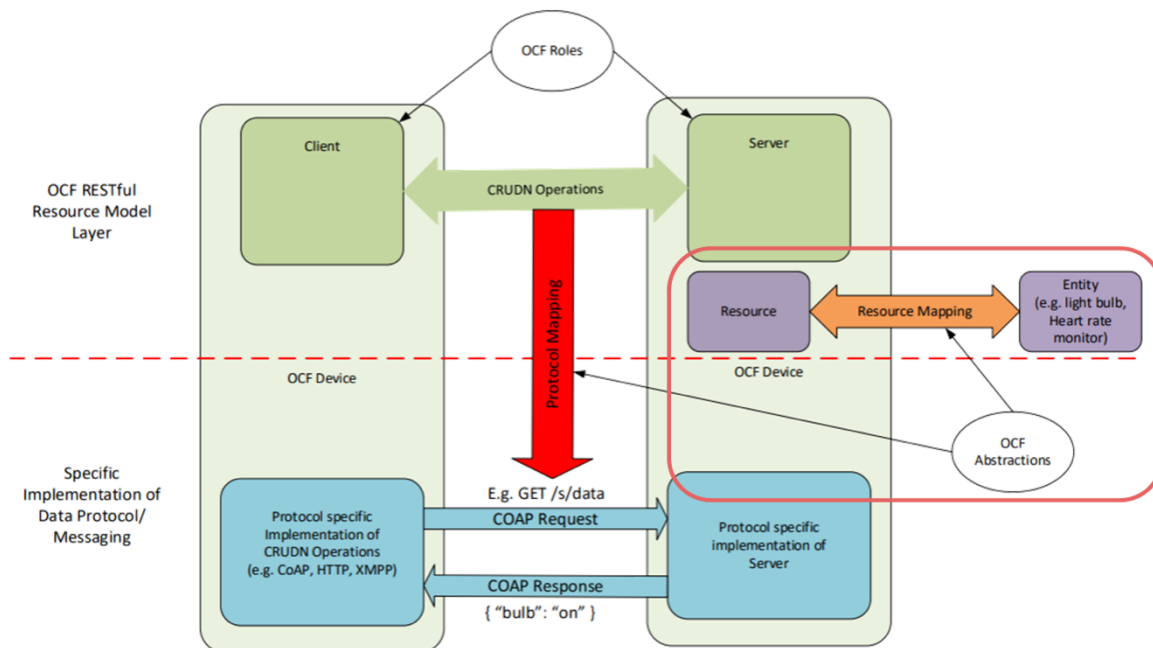 OCF Roles
Client
Server
CRUDN Operations
OCF RESTful
Resource Model
Layer
Protocol Mapping
Resource
Resource Mapping
Entity
(e.g. light bulb,
Heart rate
monitor)
OCF Device
OCF Device
OCF
Abstractions
Specific
Implementation of
Data Protocol/
Messaging
E.g. GET /s/data
COAP Request
Protocol specific
Implementation of
CRUDN Operations
(e.g. CoAP, HTTP, XMPP)
Protocol specific
implementation of
Server
COAP Response
{ “bulb”: “on” }